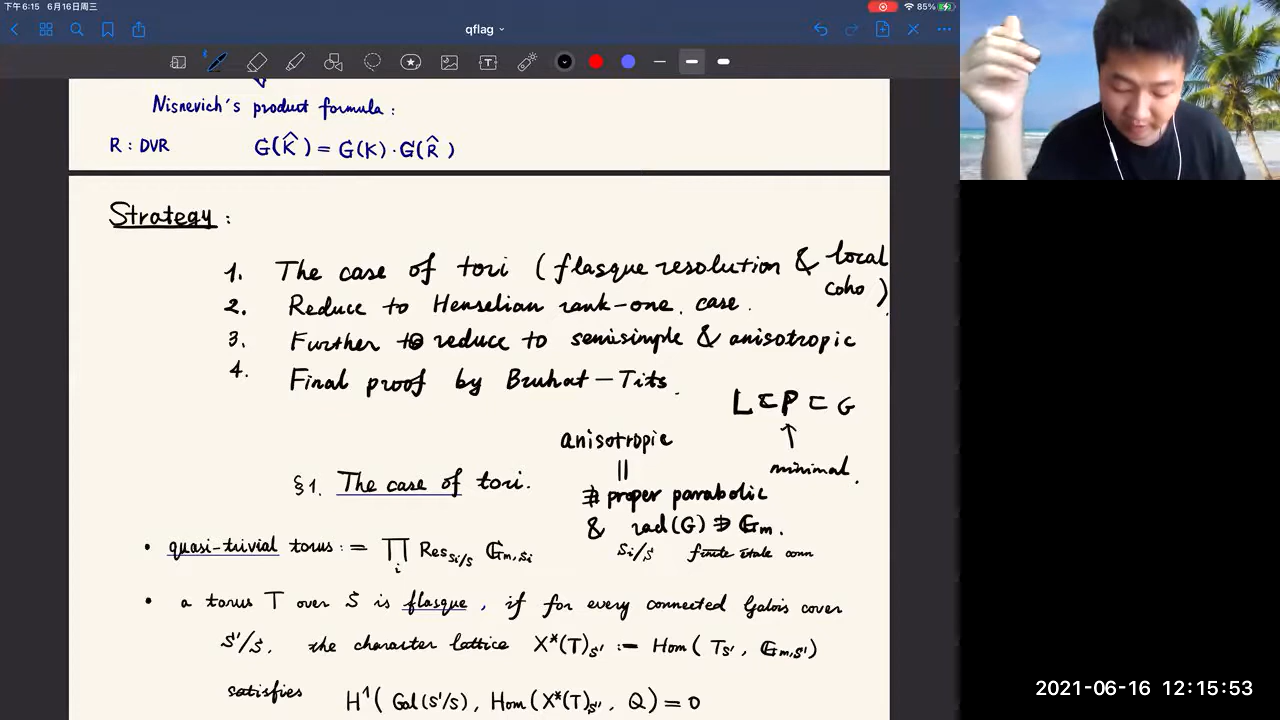 下午6:15 6月16日周三
85%
qflag
Nisnevich's product formula:
R: DVR G(K̂) = G(K)·G(R̂)
Strategy:
1. The case of tori (flasque resolution & local coho)
2. Reduce to Henselian rank-one case.
3. Further to reduce to semisimple & anisotropic
4. Final proof by Bruhat-Tits.
L ⊂ P ⊂ G
↑
minimal.
anisotropic
||
∄ proper parabolic
& rad(G) ∌ 𝔾m.
§1. The case of tori.
Si/S finite étale conn
• quasi-trivial torus := ∏i Res Si/S 𝔾m,Si
• a torus T over S is flasque, if for every connected Galois cover
S'/S, the character lattice X*(T)S' := Hom(TS', 𝔾m,S')
satisfies H¹(Gal(S'/S), Hom(X*(T)S', Q) = 0
2021-06-16 12:15:53